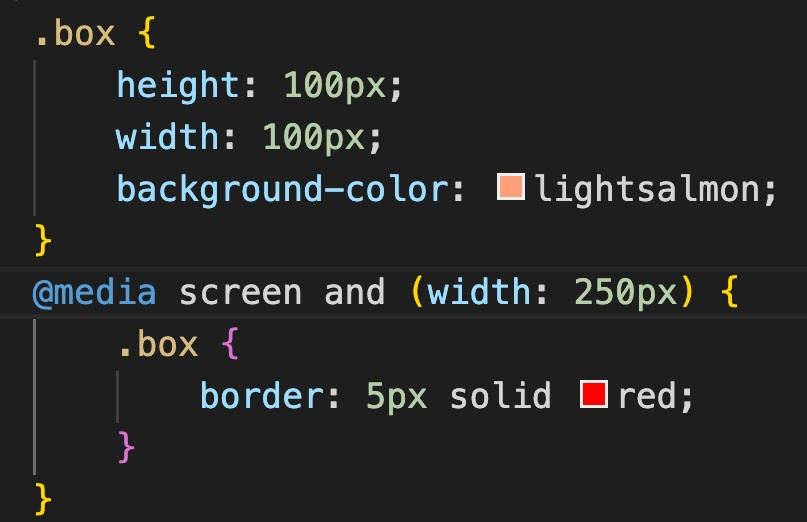 .box {
    height: 100px;
    width: 100px;
    background-color: lightsalmon;
}
@media screen and (width: 250px) {
    .box {
        border: 5px solid red;
    }
}